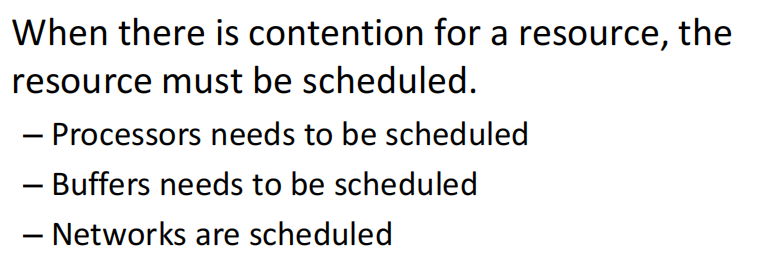 When there is contention for a resource, the
resource must be scheduled.
– Processors needs to be scheduled
– Buffers needs to be scheduled
– Networks are scheduled